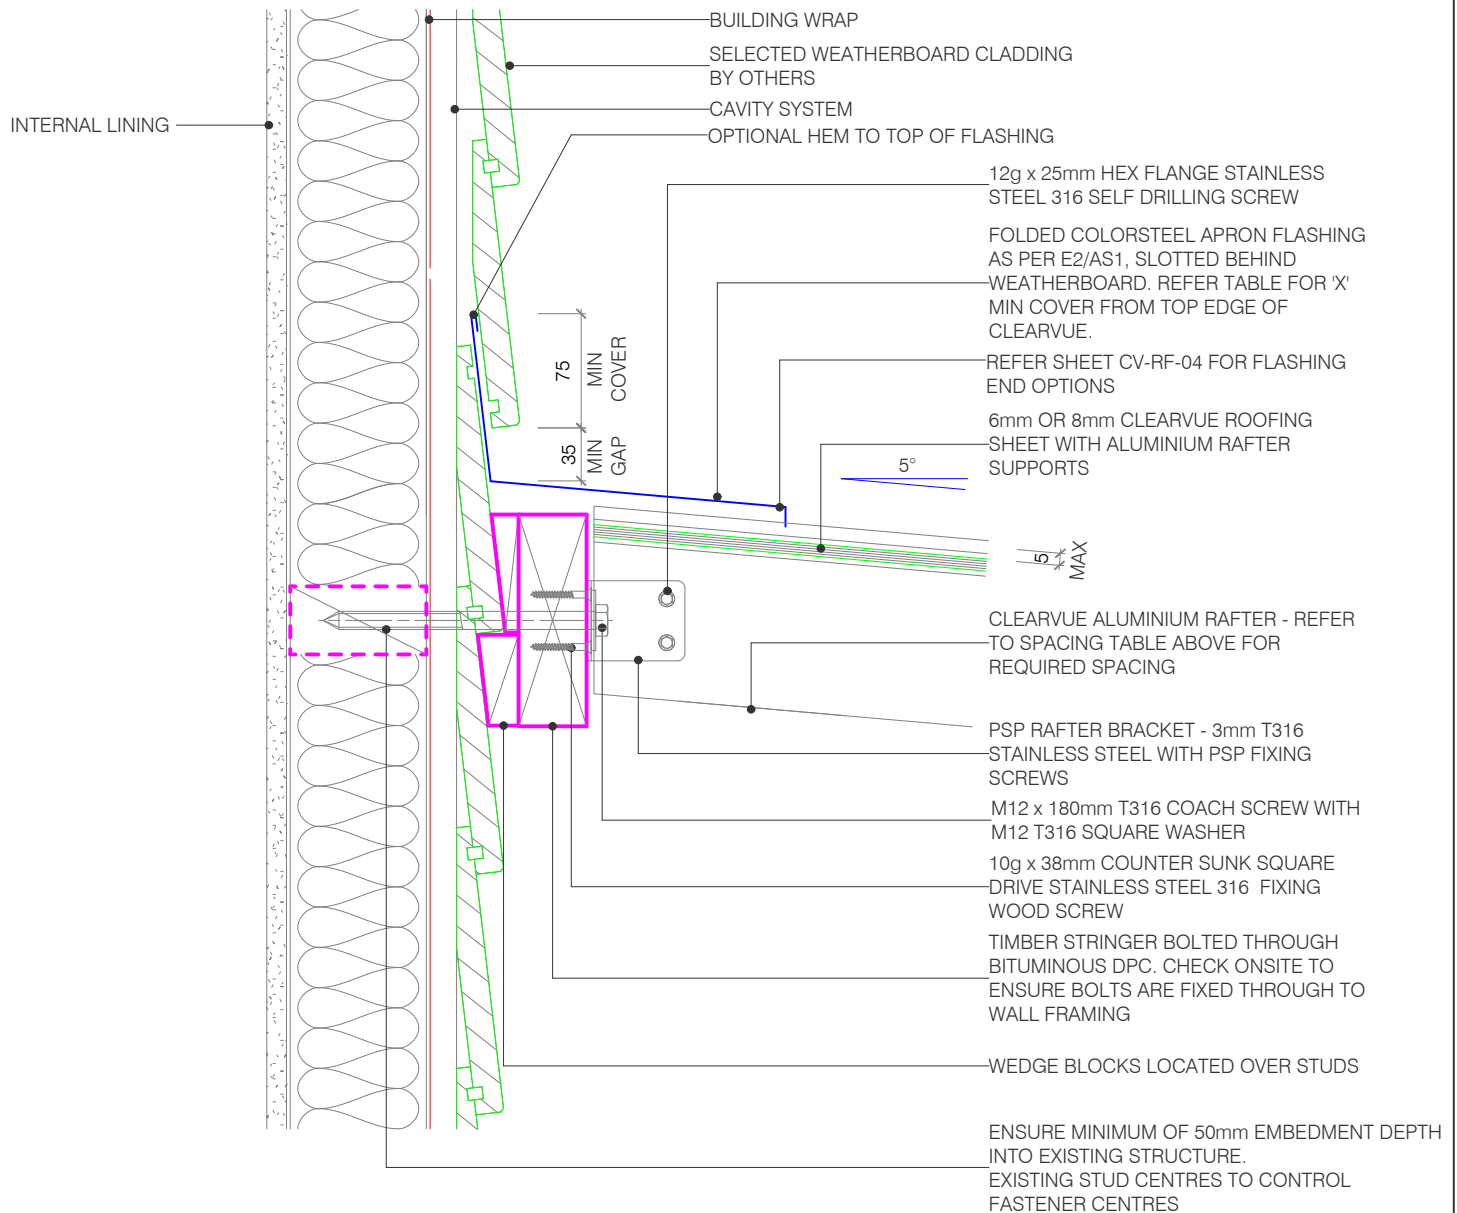 BUILDING WRAP
SELECTED WEATHERBOARD CLADDING
BY OTHERS
CAVITY SYSTEM
INTERNAL LINING
OPTIONAL HEM TO TOP OF FLASHING
12g x 25mm HEX FLANGE STAINLESS
STEEL 316 SELF DRILLING SCREW
FOLDED COLORSTEEL APRON FLASHING
AS PER E2/AS1, SLOTTED BEHIND
WEATHERBOARD. REFER TABLE FOR 'X'
MIN COVER FROM TOP EDGE OF
CLEARVUE.
75
MIN
COVER
REFER SHEET CV-RF-04 FOR FLASHING
END OPTIONS
6mm OR 8mm CLEARVUE ROOFING
SHEET WITH ALUMINIUM RAFTER
SUPPORTS
35
MIN
GAP
5°
5
MAX
CLEARVUE ALUMINIUM RAFTER - REFER
TO SPACING TABLE ABOVE FOR
REQUIRED SPACING
PSP RAFTER BRACKET - 3mm T316
STAINLESS STEEL WITH PSP FIXING
SCREWS
M12 x 180mm T316 COACH SCREW WITH
M12 T316 SQUARE WASHER
10g x 38mm COUNTER SUNK SQUARE
DRIVE STAINLESS STEEL 316 FIXING
WOOD SCREW
TIMBER STRINGER BOLTED THROUGH
BITUMINOUS DPC. CHECK ONSITE TO
ENSURE BOLTS ARE FIXED THROUGH TO
WALL FRAMING
WEDGE BLOCKS LOCATED OVER STUDS
ENSURE MINIMUM OF 50mm EMBEDMENT DEPTH
INTO EXISTING STRUCTURE.
EXISTING STUD CENTRES TO CONTROL
FASTENER CENTRES